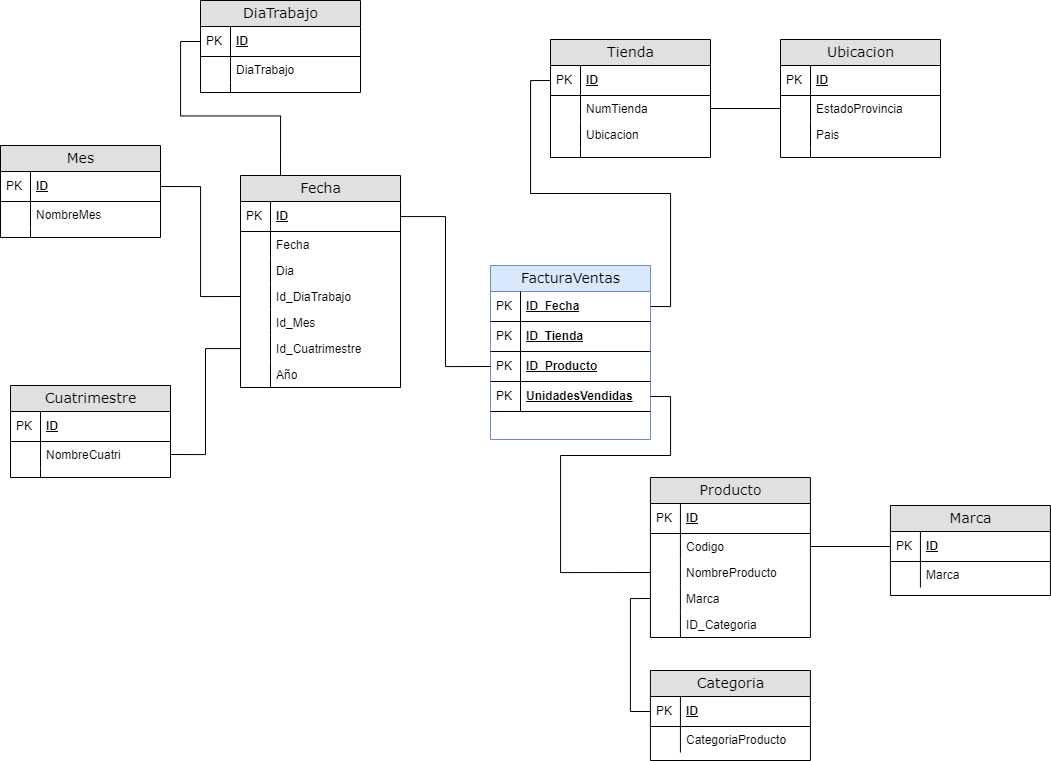 DiaTrabajo
PK ID
DiaTrabajo
Tienda
PK ID
NumTienda
Ubicacion
Ubicacion
PK ID
EstadoProvincia
Pais
Mes
PK ID
NombreMes
Fecha
PK ID
Fecha
Dia
Id_DiaTrabajo
Id_Mes
Id_Cuatrimestre
Año
FacturaVentas
PK ID_Fecha
PK ID_Tienda
PK ID_Producto
PK UnidadesVendidas
Cuatrimestre
PK ID
NombreCuatri
Producto
PK ID
Codigo
NombreProducto
Marca
ID_Categoria
Marca
PK ID
Marca
Categoria
PK ID
CategoriaProducto